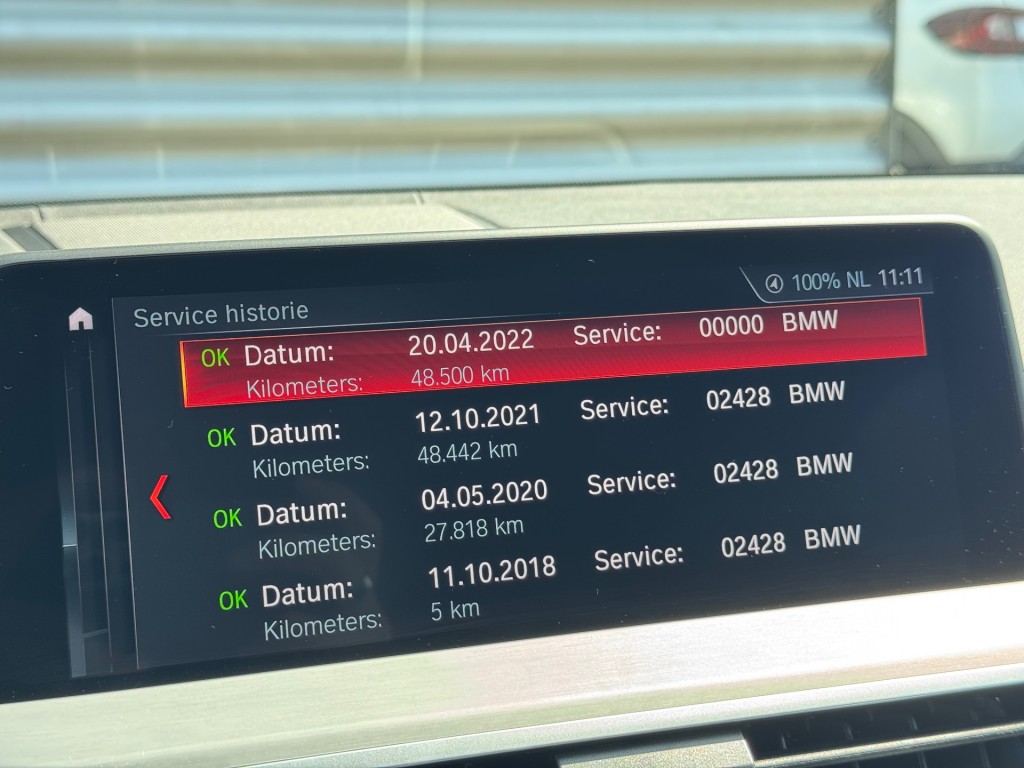 100% NL 11:11
Service historie
OK Datum: 20.04.2022 Service: 00000 BMW
Kilometers: 48.500 km
OK Datum: 12.10.2021 Service: 02428 BMW
Kilometers: 48.442 km
OK Datum: 04.05.2020 Service: 02428 BMW
Kilometers: 27.818 km
OK Datum: 11.10.2018 Service: 02428 BMW
Kilometers: 5 km